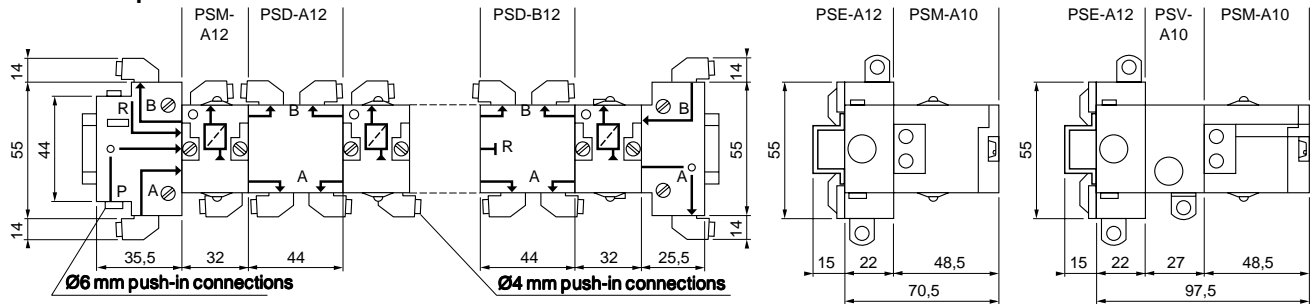 PSM-
A12
PSD-A12
PSD-B12
PSE-A12
PSM-A10
PSE-A12
PSV-
A10
PSM-A10
14
14
B
R
B
B
B
55
44
R
55
55
55
P
A
A
A
A
14
14
35,5
32
44
44
32
25,5
15
22
48,5
15
22
27
48,5
Ø6 mm push-in connections
Ø4 mm push-in connections
70,5
97,5